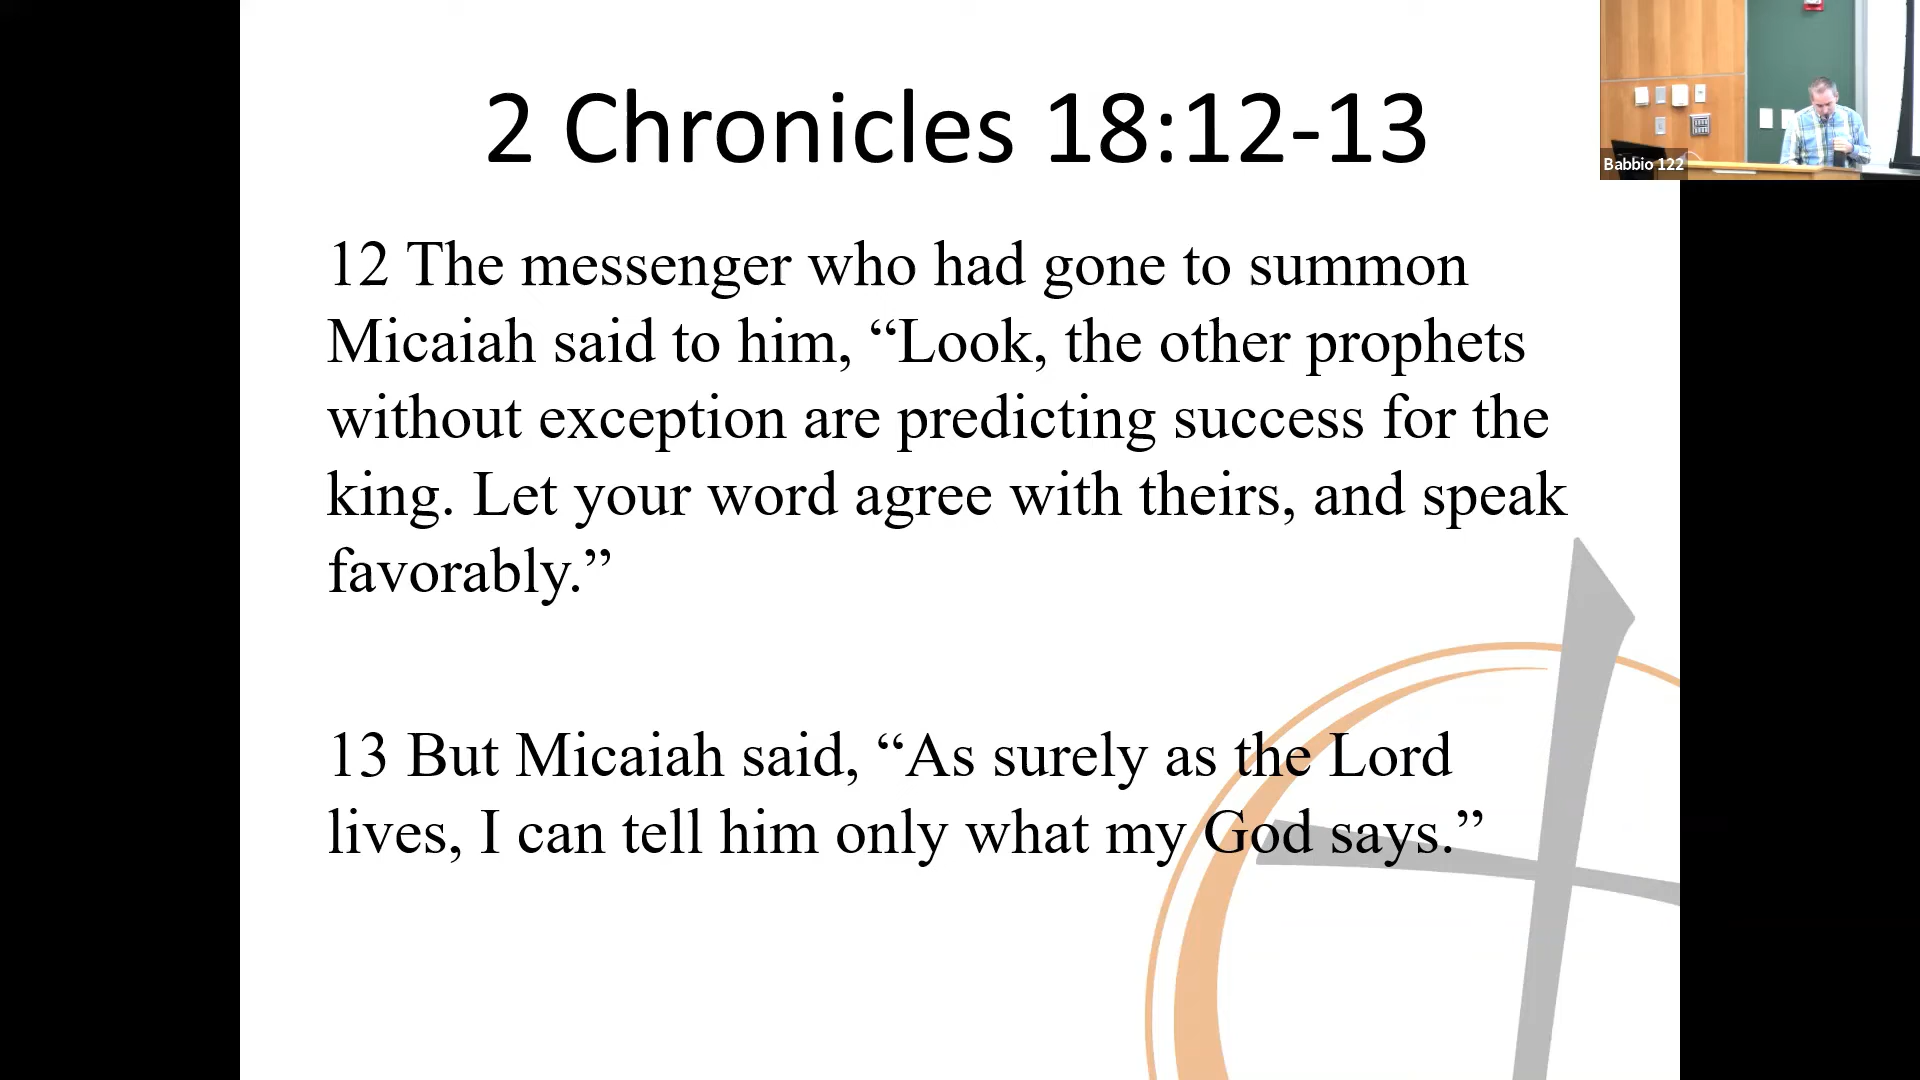 2 Chronicles 18:12-13
Babbio 122
12 The messenger who had gone to summon
Micaiah said to him, “Look, the other prophets
without exception are predicting success for the
king. Let your word agree with theirs, and speak
favorably.”
13 But Micaiah said, “As surely as the Lord
lives, I can tell him only what my God says.”